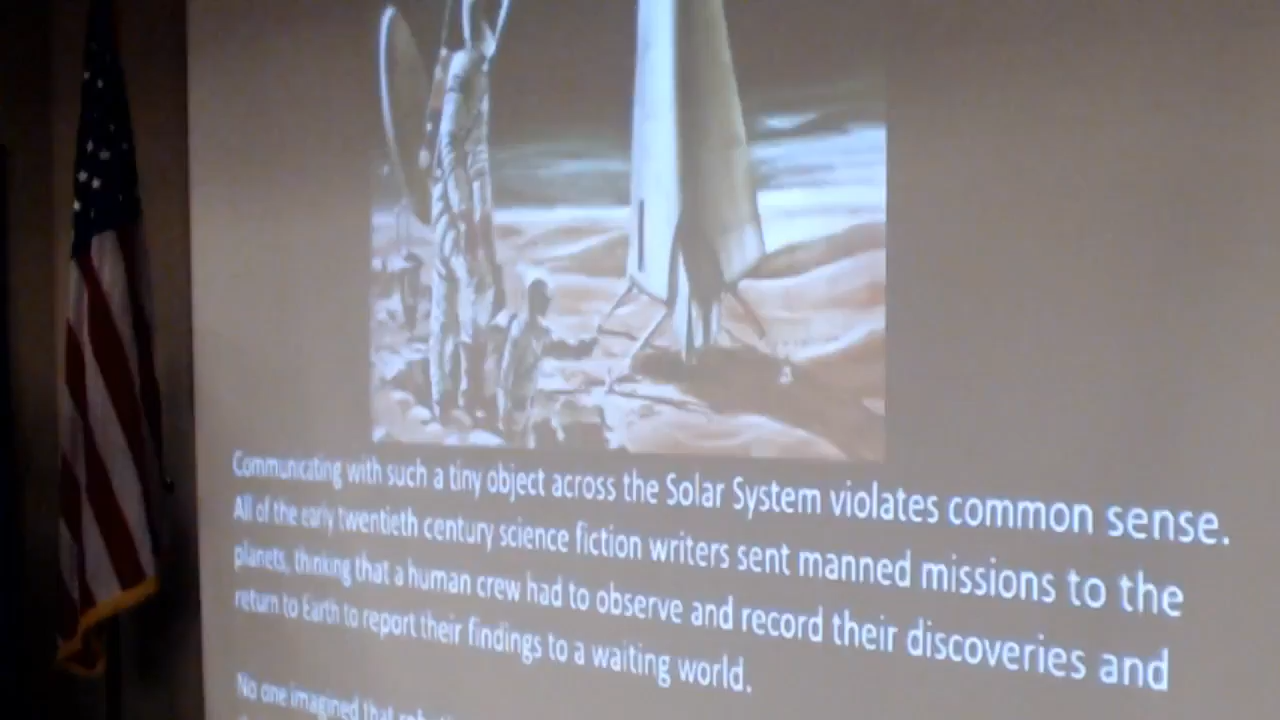 Communicating with such a tiny object across the Solar System violates common sense.
All of the early twentieth century science fiction writers sent manned missions to the
planets, thinking that a human crew had to observe and record their discoveries and
return to Earth to report their findings to a waiting world.
No one imagined that